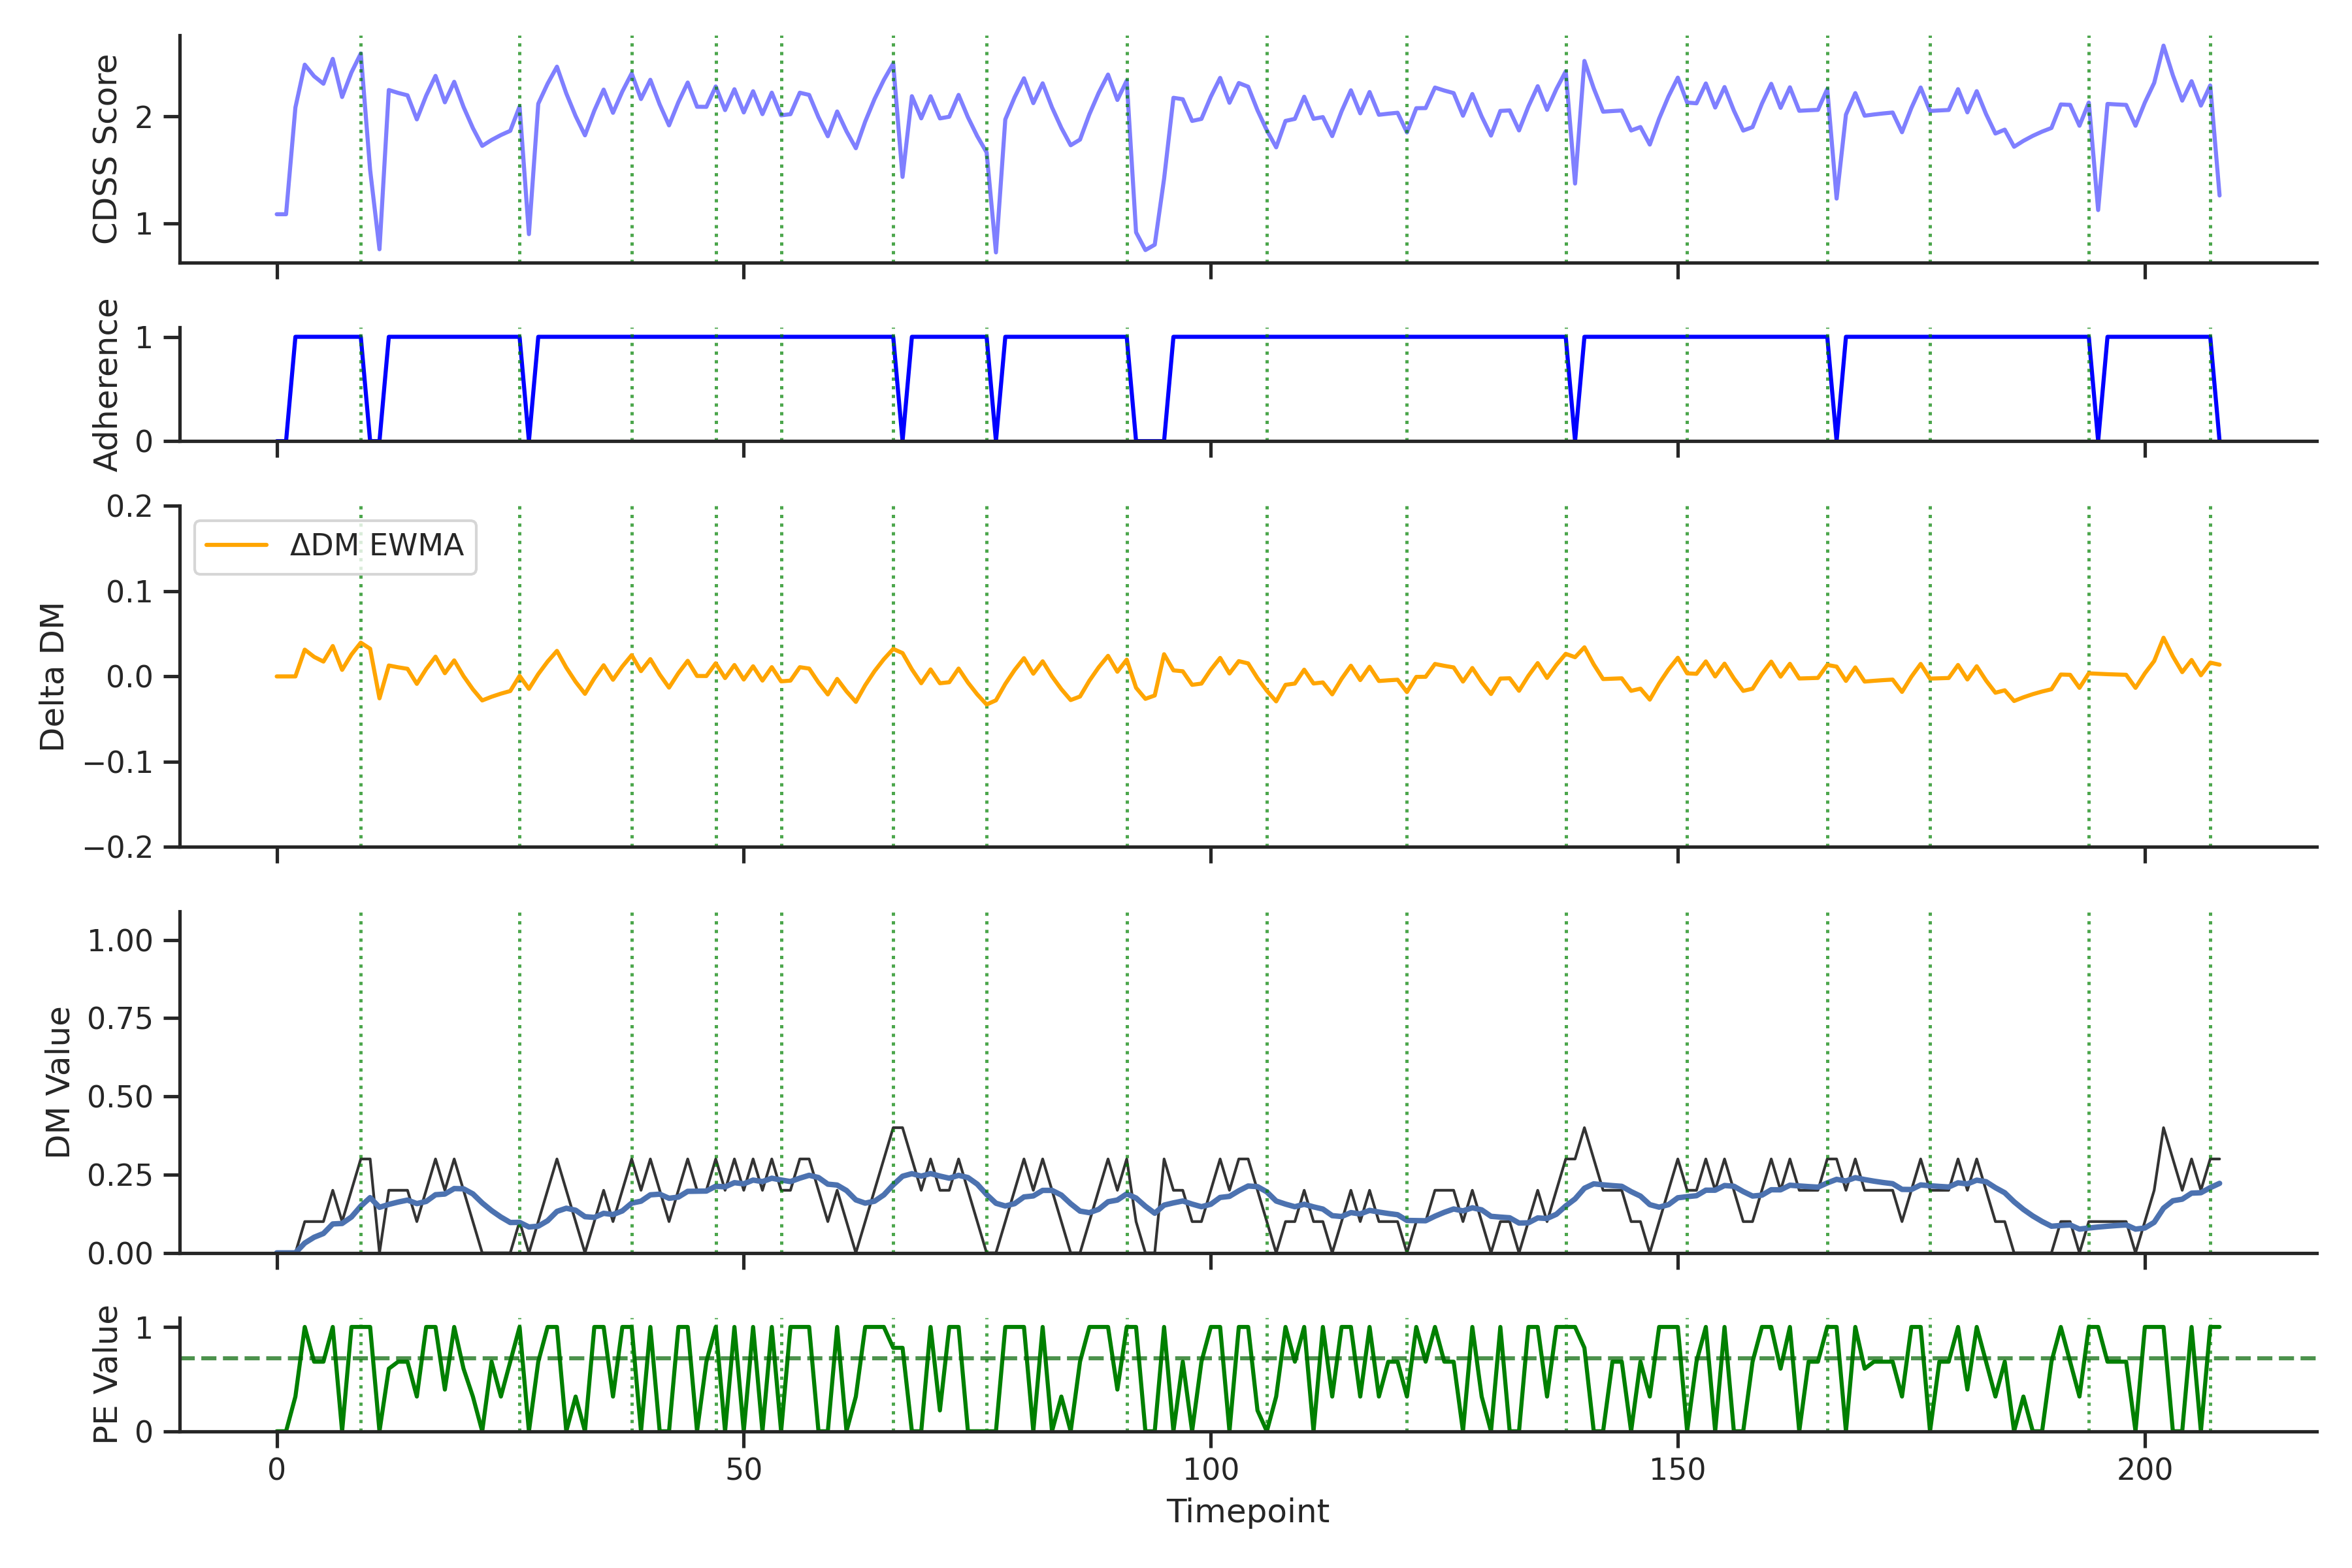 CDSS Score
2
1
Adherence
1
0
Delta DM
0.2
0.1
0.0
−0.1
−0.2
ΔDM EWMA
DM Value
1.00
0.75
0.50
0.25
0.00
PE Value
1
0
0 50 100 150 200
Timepoint